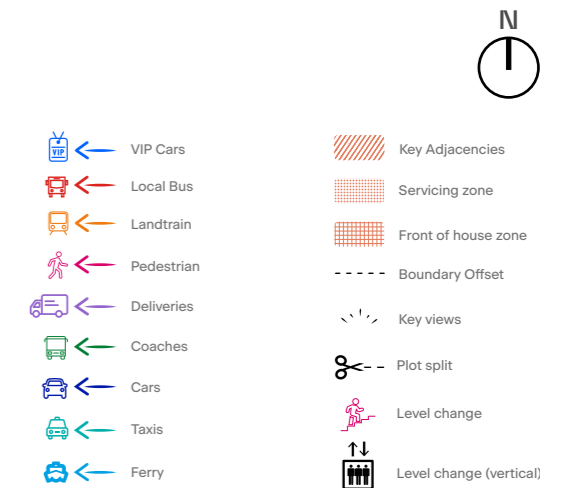 N
VIP
VIP Cars
Local Bus
Landtrain
Pedestrian
Deliveries
Coaches
Cars
Taxis
Ferry
Key Adjacencies
Servicing zone
Front of house zone
Boundary Offset
Key views
Plot split
Level change
Level change (vertical)